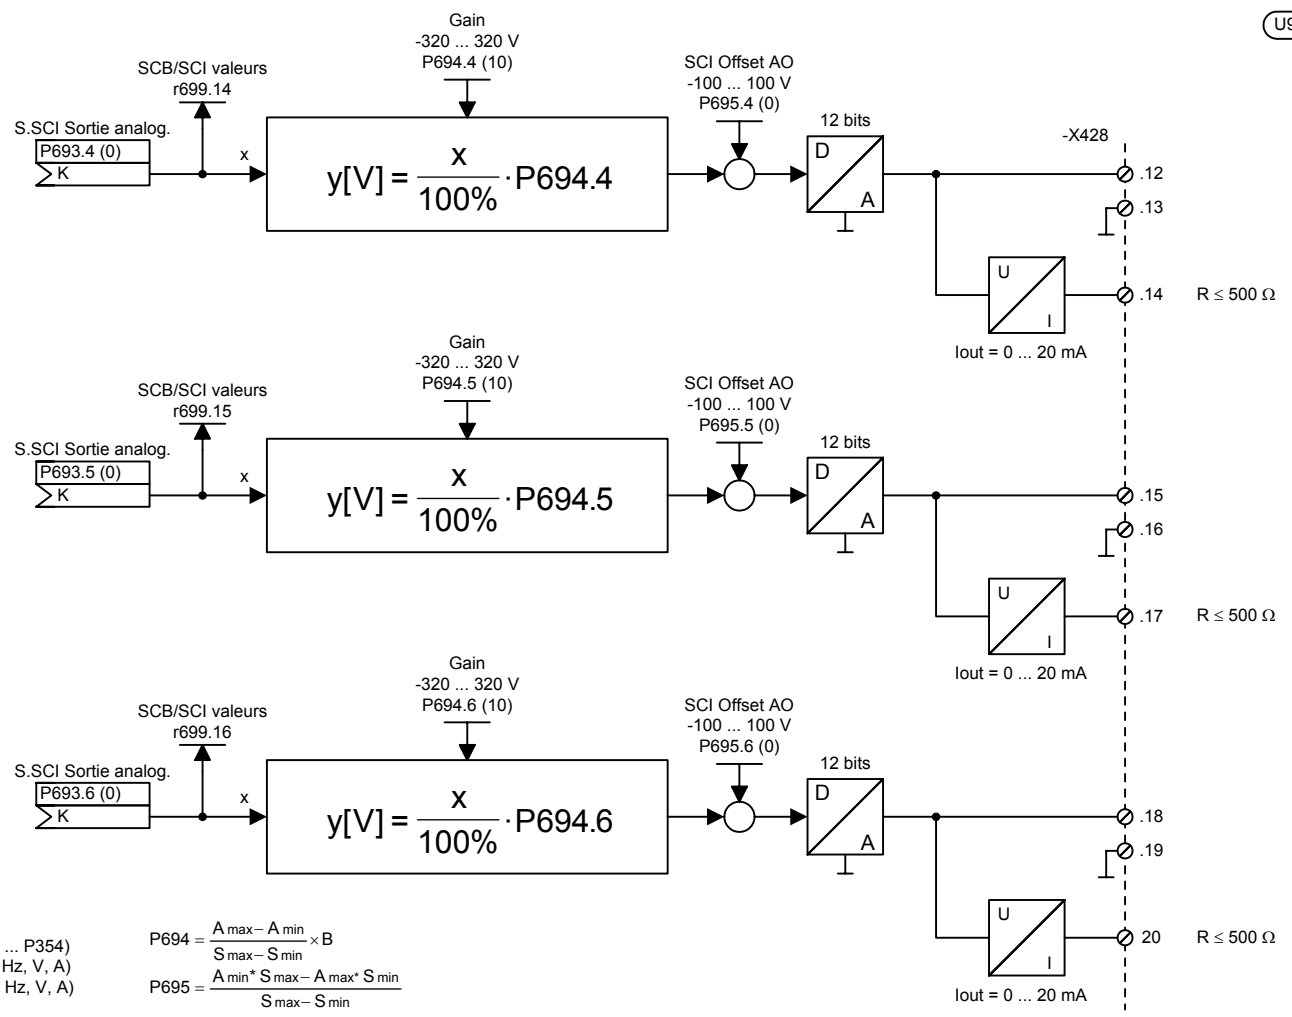 U9
Gain
-320 ... 320 V
P694.4 (10)
SCI Offset AO
-100 ... 100 V
P695.4 (0)
SCB/SCI valeurs
r699.14
12 bits
-X428
S.SCI Sortie analog.
P693.4 (0)
K
x
y[V] = x / 100% · P694.4
D
A
.12
.13
U
I
.14
R ≤ 500 Ω
Iout = 0 ... 20 mA
Gain
-320 ... 320 V
P694.5 (10)
SCI Offset AO
-100 ... 100 V
P695.5 (0)
SCB/SCI valeurs
r699.15
12 bits
S.SCI Sortie analog.
P693.5 (0)
K
x
y[V] = x / 100% · P694.5
D
A
.15
.16
U
I
.17
R ≤ 500 Ω
Iout = 0 ... 20 mA
Gain
-320 ... 320 V
P694.6 (10)
SCI Offset AO
-100 ... 100 V
P695.6 (0)
SCB/SCI valeurs
r699.16
12 bits
S.SCI Sortie analog.
P693.6 (0)
K
x
y[V] = x / 100% · P694.6
D
A
.18
.19
U
I
20
R ≤ 500 Ω
Iout = 0 ... 20 mA
... P354)
Hz, V, A)
Hz, V, A)
P694 = A max – A min / S max – S min × B
P695 = A min* S max – A max* S min / S max – S min